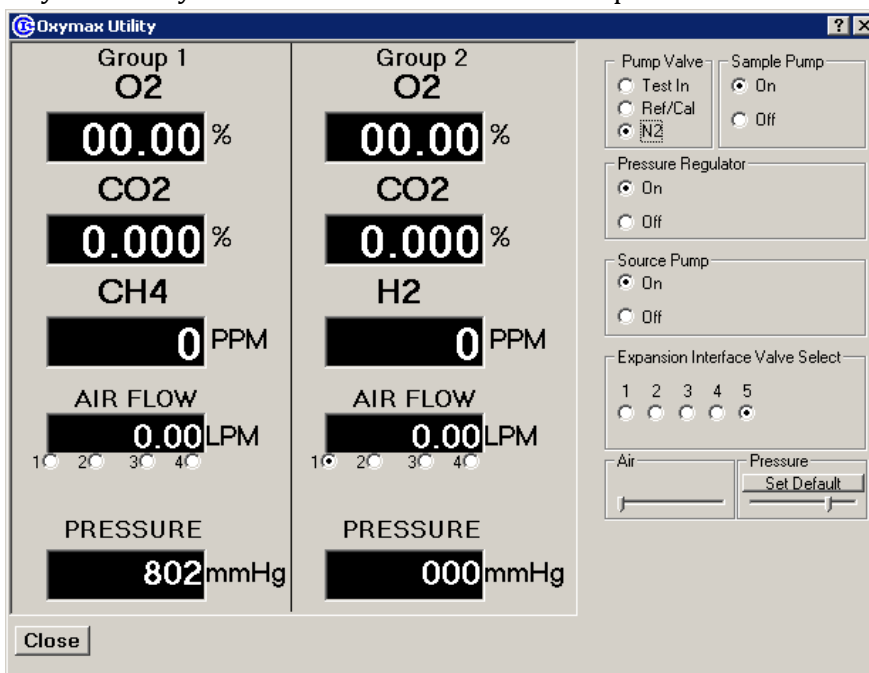 Oxymax Utility
Group 1
O2
00.00 %
CO2
0.000 %
CH4
0 PPM
AIR FLOW
0.00 LPM
1 2 3 4
PRESSURE
802 mmHg
Group 2
O2
00.00 %
CO2
0.000 %
H2
0 PPM
AIR FLOW
0.00 LPM
1 2 3 4
PRESSURE
000 mmHg
Pump Valve
Test In
Ref/Cal
N2
Sample Pump
On
Off
Pressure Regulator
On
Off
Source Pump
On
Off
Expansion Interface Valve Select
1 2 3 4 5
Air
Pressure
Set Default
Close